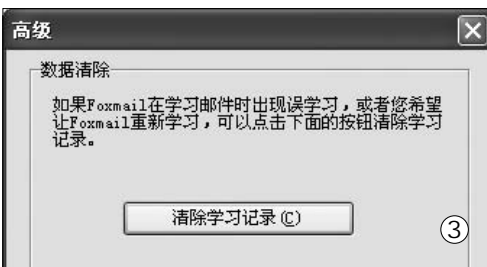 高级
数据清除
如果Foxmail在学习邮件时出现误学习，或者您希望
让Foxmail重新学习，可以点击下面的按钮清除学习
记录。
清除学习记录(C)
③